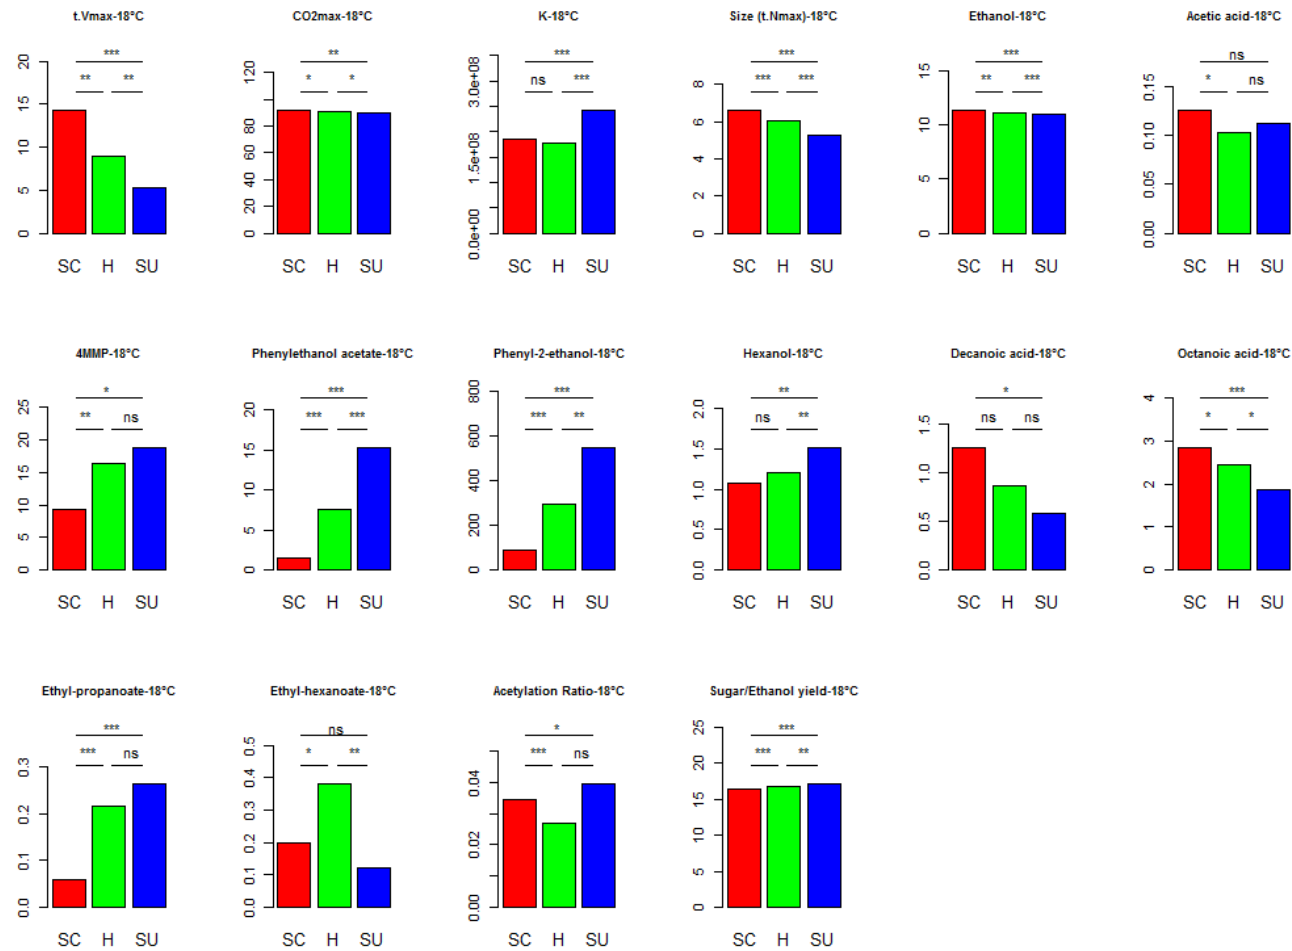 t.Vmax-18°C
***
** **
20
15
10
5
0
SC H SU
CO2max-18°C
**
* *
120
80
60
40
20
0
SC H SU
K-18°C
***
ns ***
3.0e+08
1.5e+08
0.0e+00
SC H SU
Size (t.Nmax)-18°C
***
*** ***
8
6
4
2
0
SC H SU
Ethanol-18°C
***
** ***
15
10
5
0
SC H SU
Acetic acid-18°C
ns
* ns
0.15
0.10
0.05
0.00
SC H SU
4MMP-18°C
*
** ns
25
20
15
10
5
0
SC H SU
Phenylethanol acetate-18°C
***
*** ***
20
15
10
5
0
SC H SU
Phenyl-2-ethanol-18°C
***
*** **
800
600
400
200
0
SC H SU
Hexanol-18°C
**
ns **
2.0
1.5
1.0
0.5
0.0
SC H SU
Decanoic acid-18°C
*
ns ns
1.5
1.0
0.5
0.0
SC H SU
Octanoic acid-18°C
***
* *
4
3
2
1
0
SC H SU
Ethyl-propanoate-18°C
***
*** ns
0.3
0.2
0.1
0.0
SC H SU
Ethyl-hexanoate-18°C
ns
* **
0.5
0.4
0.3
0.2
0.1
0.0
SC H SU
Acetylation Ratio-18°C
*
*** ns
0.04
0.02
0.00
SC H SU
Sugar/Ethanol yield-18°C
***
*** **
25
20
15
10
5
0
SC H SU